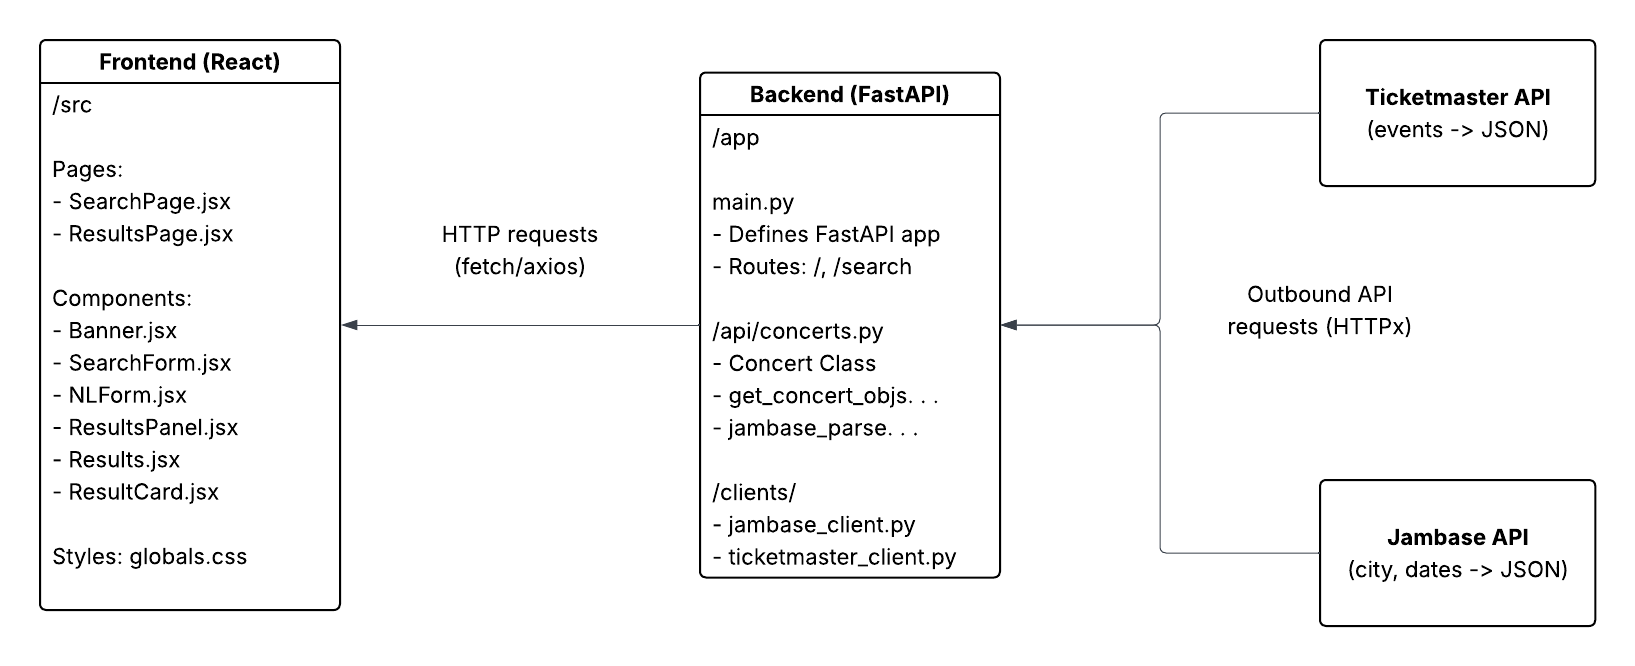 Frontend (React)
/src
Pages:
- SearchPage.jsx
- ResultsPage.jsx
Components:
- Banner.jsx
- SearchForm.jsx
- NLForm.jsx
- ResultsPanel.jsx
- Results.jsx
- ResultCard.jsx
Styles: globals.css
HTTP requests
(fetch/axios)
Backend (FastAPI)
/app
main.py
- Defines FastAPI app
- Routes: /, /search
/api/concerts.py
- Concert Class
- get_concert_objs. . .
- jambase_parse. . .
/clients/
- jambase_client.py
- ticketmaster_client.py
Outbound API
requests (HTTPx)
Ticketmaster API
(events -> JSON)
Jambase API
(city, dates -> JSON)